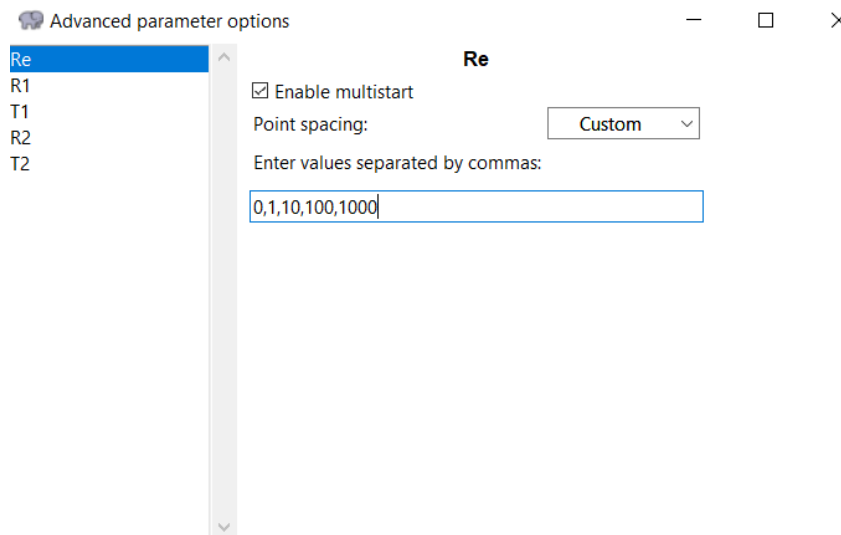 Advanced parameter options
Re
R1
T1
R2
T2
Re
Enable multistart
Point spacing: Custom
Enter values separated by commas:
0,1,10,100,1000